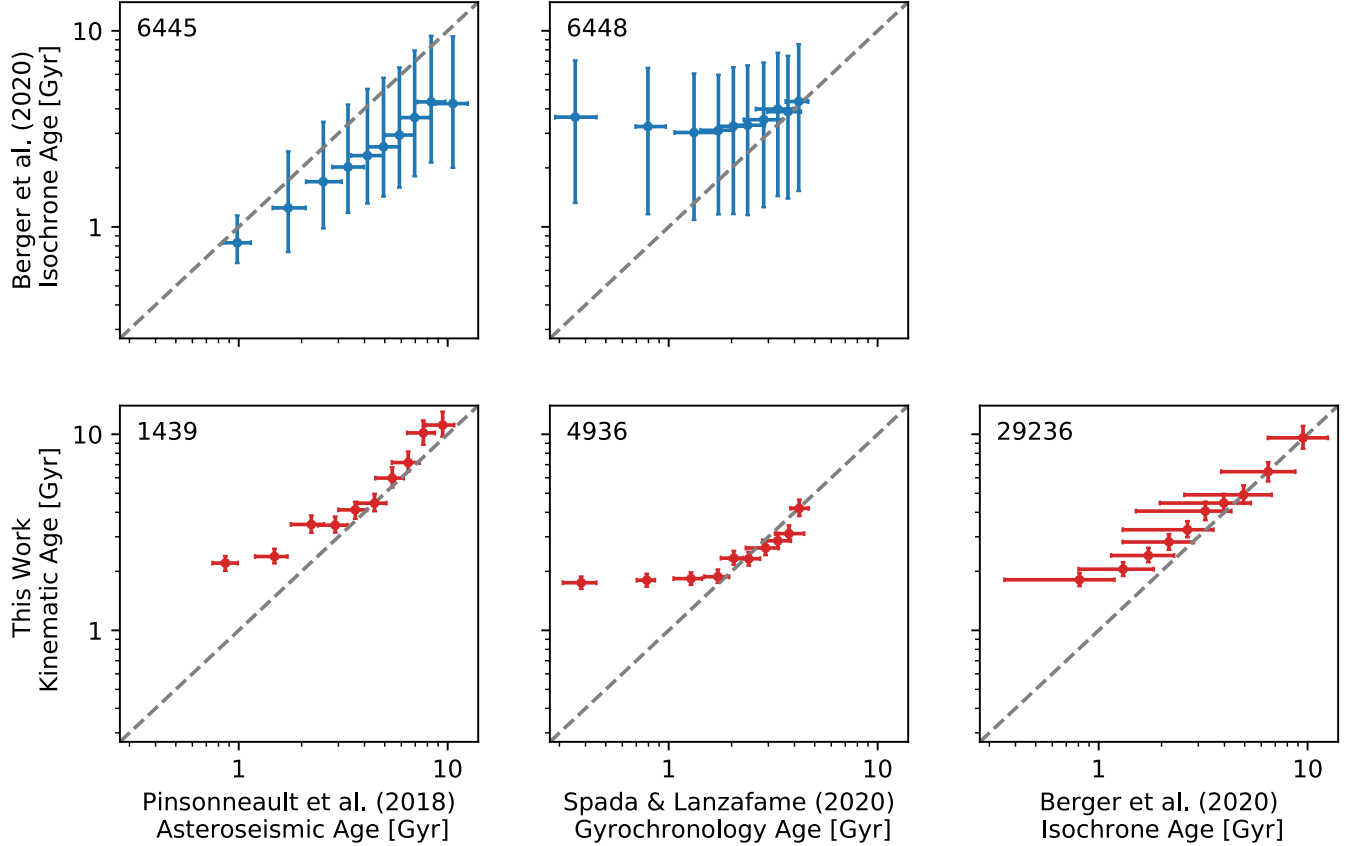 6445
6448
10
1
Berger et al. (2020)
Isochrone Age [Gyr]
1439
4936
29236
10
1
This Work
Kinematic Age [Gyr]
1
10
1
10
1
10
Pinsonneault et al. (2018)
Asteroseismic Age [Gyr]
Spada & Lanzafame (2020)
Gyrochronology Age [Gyr]
Berger et al. (2020)
Isochrone Age [Gyr]